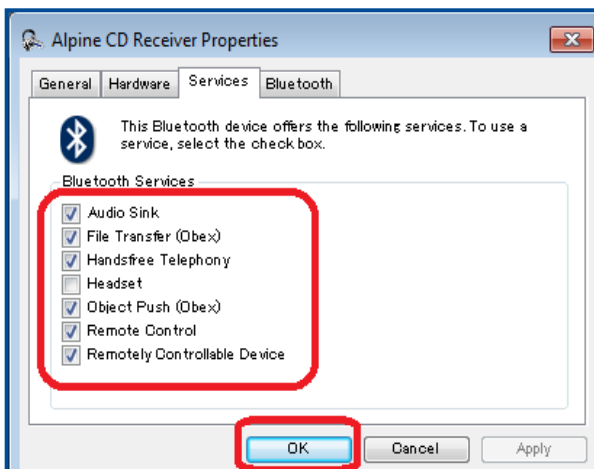 Alpine CD Receiver Properties
General Hardware Services Bluetooth
This Bluetooth device offers the following services. To use a
service, select the check box.
Bluetooth Services
Audio Sink
File Transfer (Obex)
Handsfree Telephony
Headset
Object Push (Obex)
Remote Control
Remotely Controllable Device
OK Cancel Apply